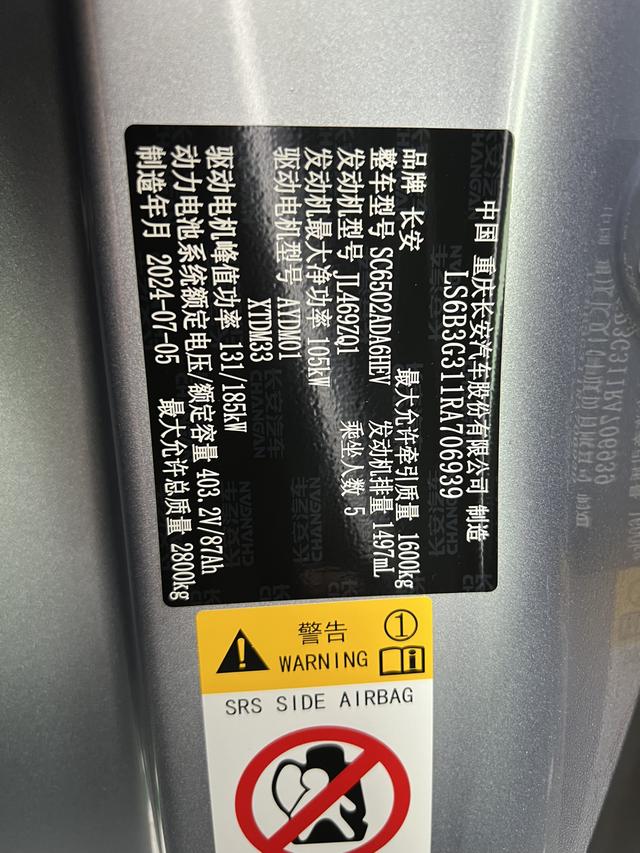 中国 重庆长安汽车股份有限公司 制造
LS6B3G311RA706939
品牌 长安 最大允许牵引质量 1600kg
整车型号 SC6502ADA6HEV 发动机排量 1497mL
发动机型号 JL469ZQ1 乘坐人数 5
发动机最大净功率 105kW
驱动电机型号 AYDM01
XTDM33
驱动电机峰值功率 131/185kW
动力电池系统额定电压/额定容量 403.2V/87Ah
制造年月 2024-07-05 最大允许总质量 2800kg
警告 ①
WARNING
SRS SIDE AIRBAG